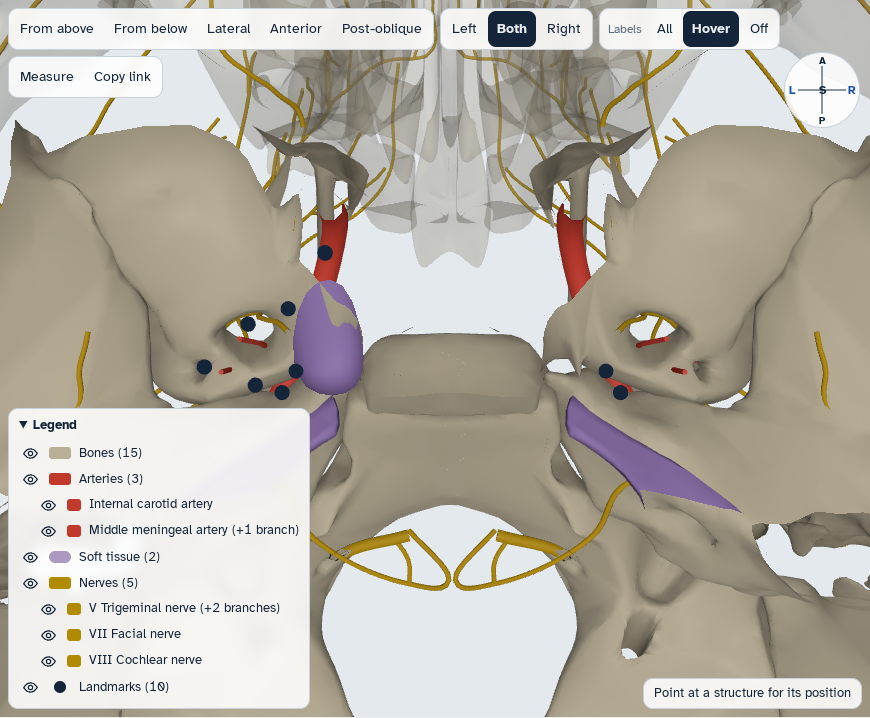 From above From below Lateral Anterior Post-oblique
Left Both Right
Labels All Hover Off
Measure Copy link
A
L S R
P
Legend
Bones (15)
Arteries (3)
Internal carotid artery
Middle meningeal artery (+1 branch)
Soft tissue (2)
Nerves (5)
V Trigeminal nerve (+2 branches)
VII Facial nerve
VIII Cochlear nerve
Landmarks (10)
Point at a structure for its position